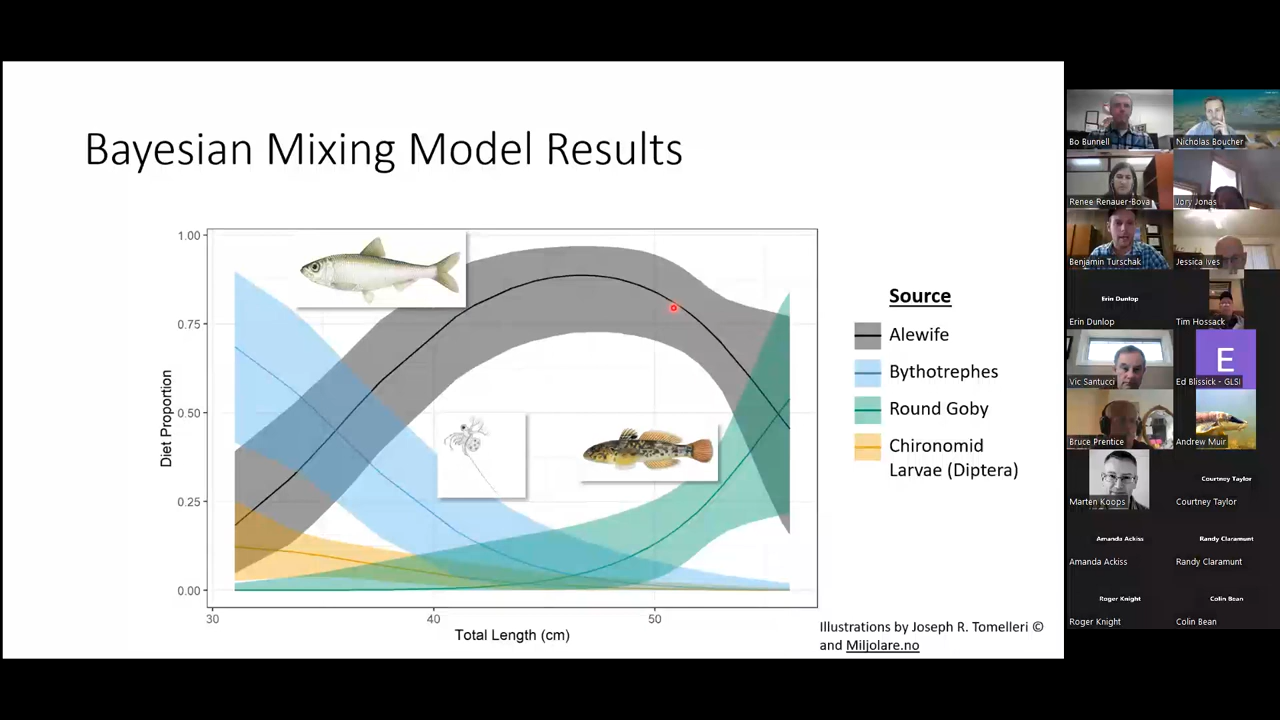 Bayesian Mixing Model Results
1.00
0.75
0.50
0.25
0.00
Diet Proportion
30
40
50
Total Length (cm)
Source
Alewife
Bythotrephes
Round Goby
Chironomid
Larvae (Diptera)
Illustrations by Joseph R. Tomelleri ©
and Miljolare.no
Bo Bunnell
Nicholas Boucher
Renee Renauer-Bova
Jory Jonas
Benjamin Turschak
Jessica Ives
Erin Dunlop
Erin Dunlop
Tim Hossack
Vic Santucci
E
Ed Blissick - GLSI
Bruce Prentice
Andrew Muir
Marten Koops
Courtney Taylor
Courtney Taylor
Amanda Ackiss
Randy Claramunt
Amanda Ackiss
Randy Claramunt
Roger Knight
Colin Bean
Roger Knight
Colin Bean